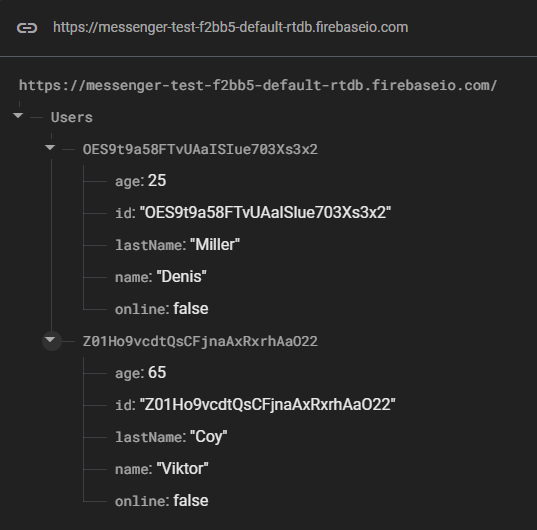 https://messenger-test-f2bb5-default-rtdb.firebaseio.com
https://messenger-test-f2bb5-default-rtdb.firebaseio.com/
Users
OES9t9a58FTvUAaISIue703Xs3x2
age: 25
id: "OES9t9a58FTvUAaISIue703Xs3x2"
lastName: "Miller"
name: "Denis"
online: false
Z01Ho9vcdtQsCFjnaAxRxrhAaO22
age: 65
id: "Z01Ho9vcdtQsCFjnaAxRxrhAaO22"
lastName: "Coy"
name: "Viktor"
online: false